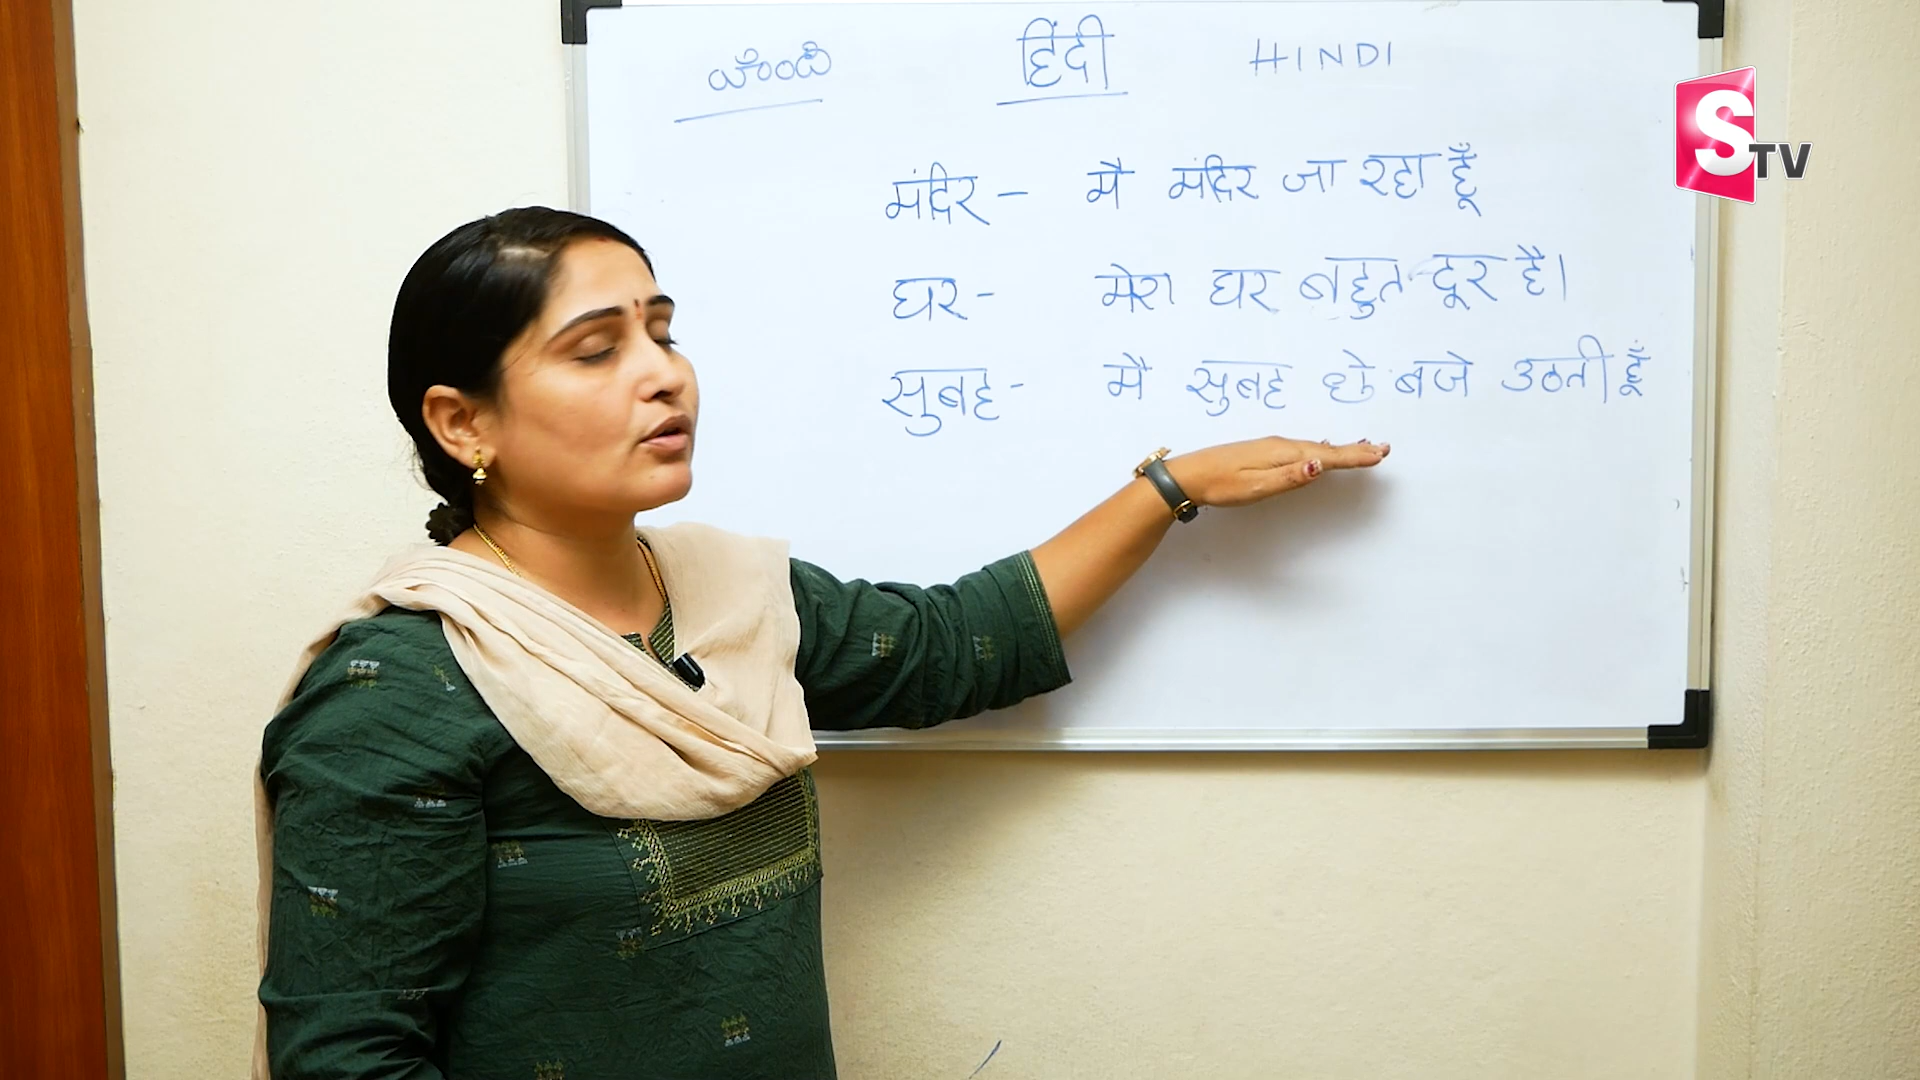 ಹಿಂದಿ हिंदी HINDI
मंदिर - मै मंदिर जा रहा हूँ
घर - मेरा घर बहुत दूर है।
सुबह - मै सुबह छे बजे उठती हूँ
STV